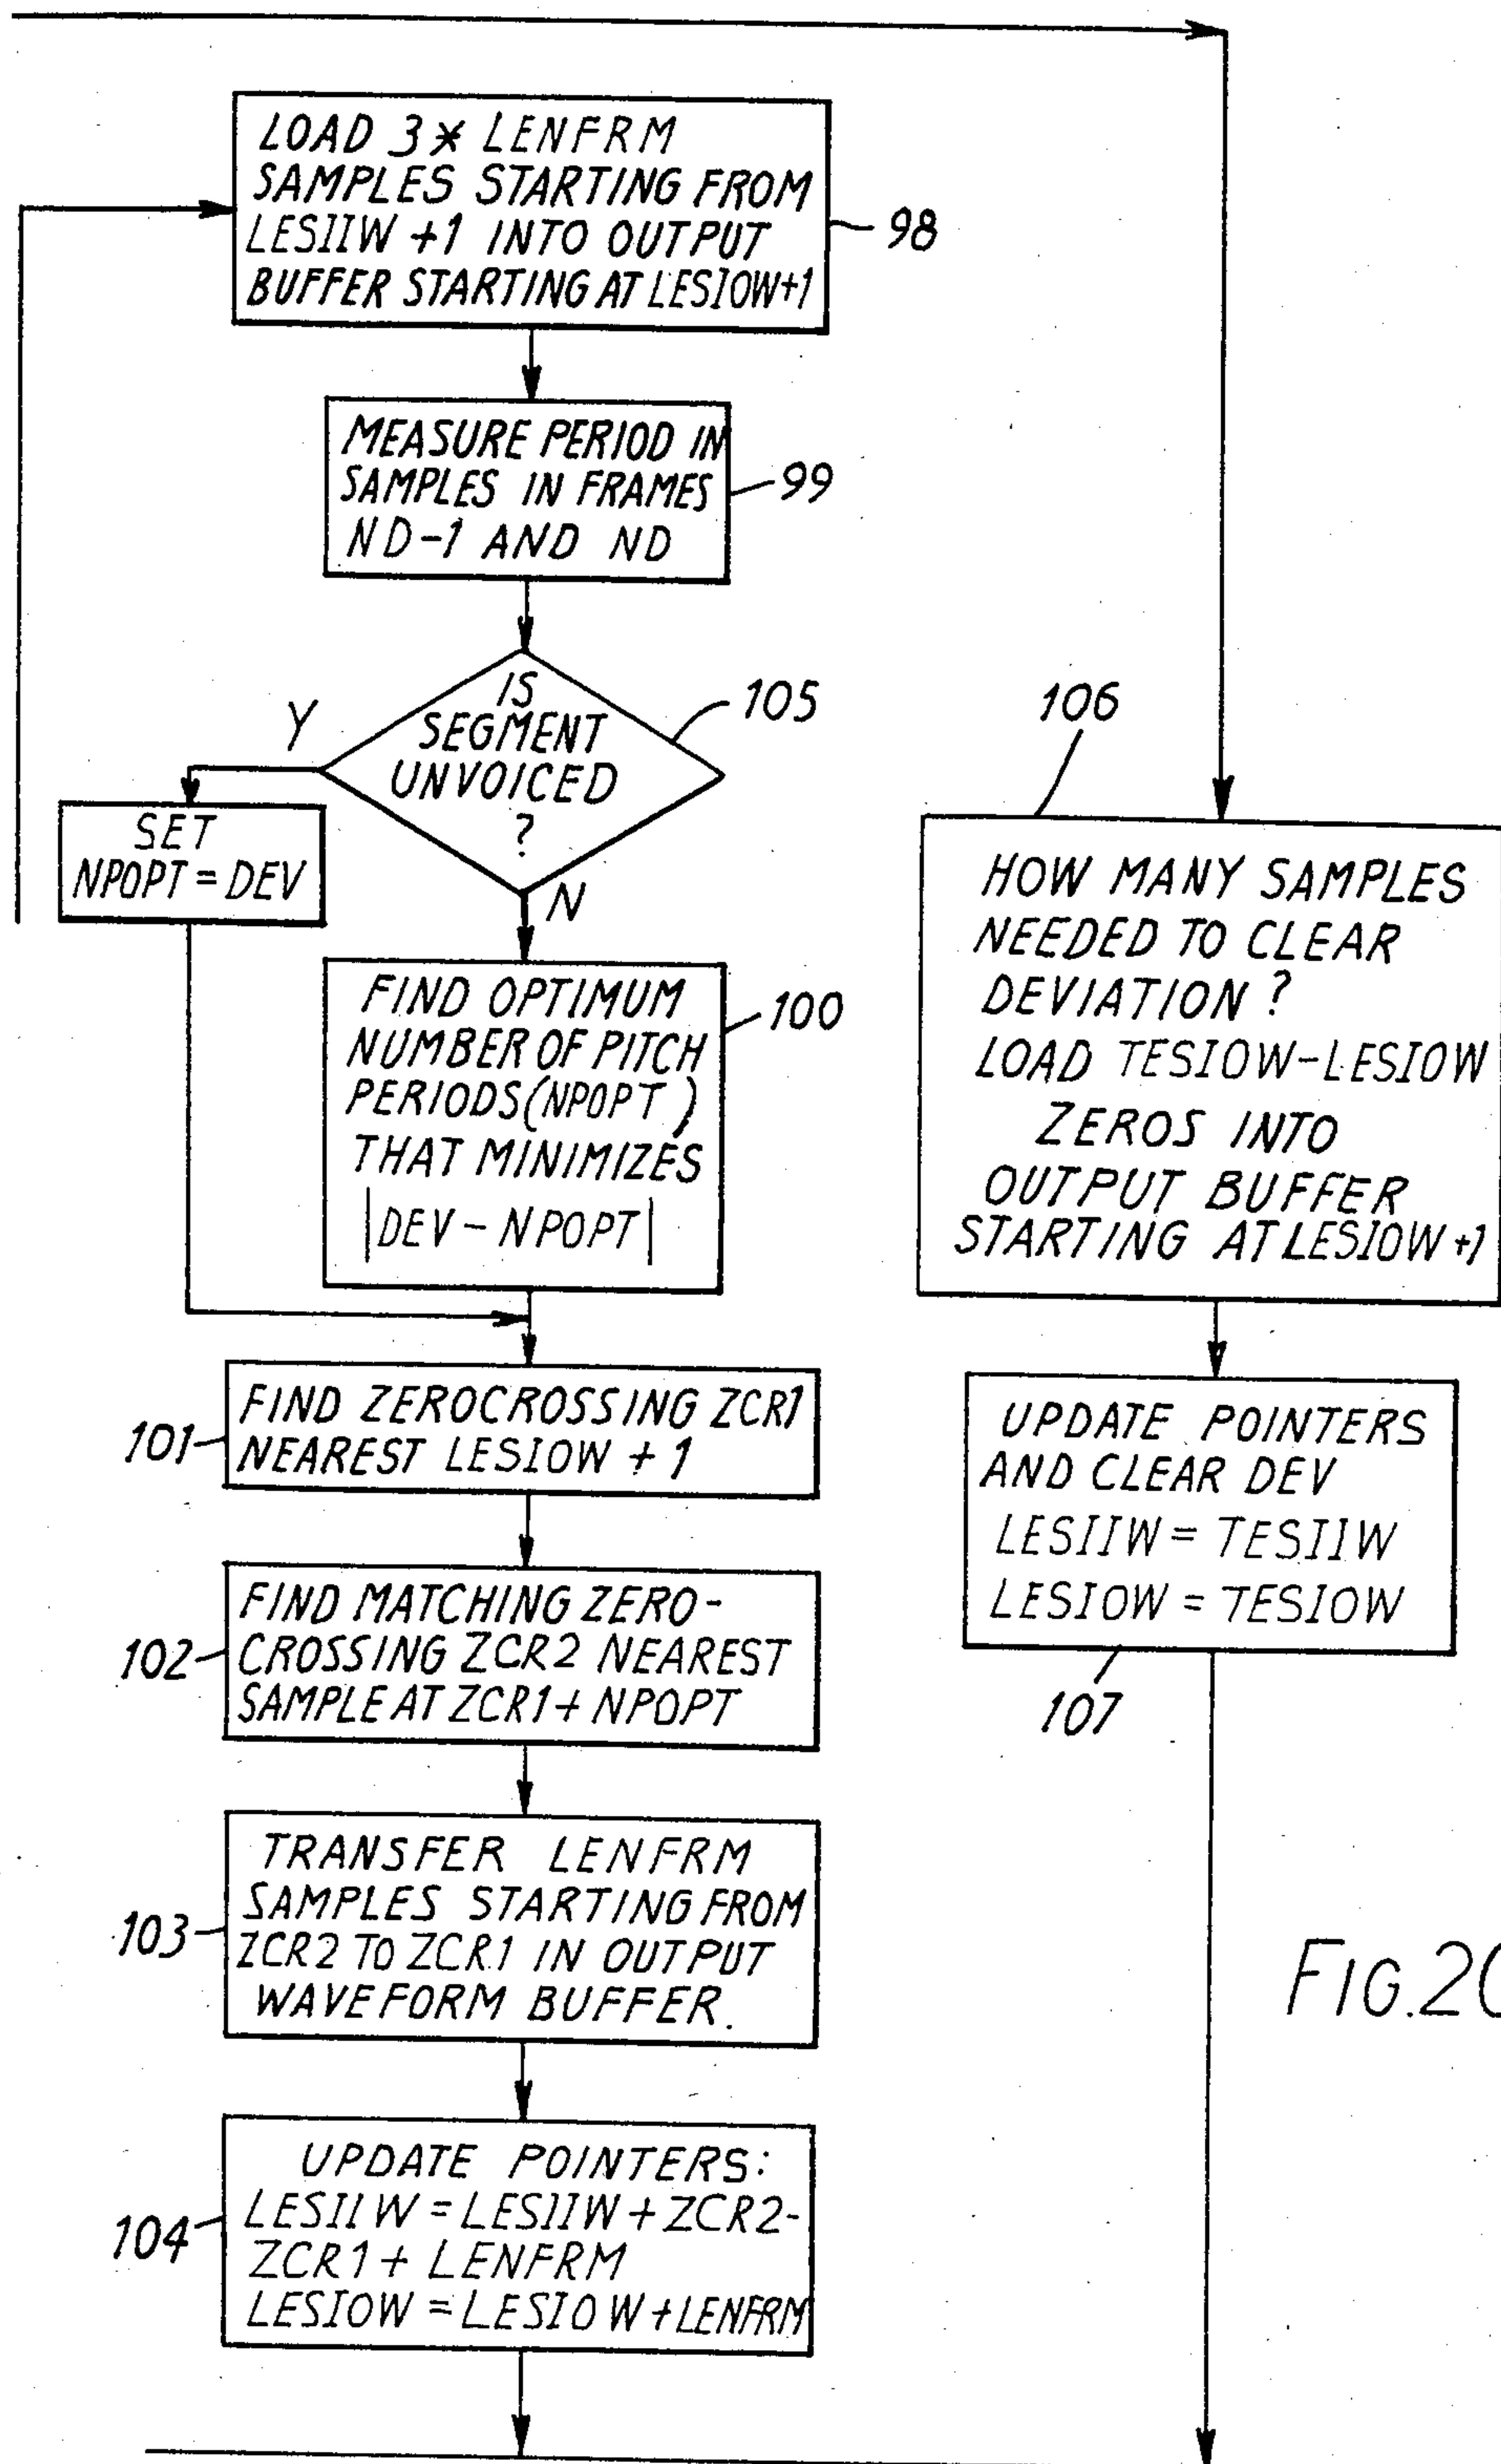 LOAD 3* LENFRM
SAMPLES STARTING FROM
LESIIW +1 INTO OUTPUT
BUFFER STARTING AT LESIOW+1
98
MEASURE PERIOD IN
SAMPLES IN FRAMES
ND-1 AND ND
99
IS
SEGMENT
UNVOICED
?
105
Y
N
SET
NPOPT = DEV
FIND OPTIMUM
NUMBER OF PITCH
PERIODS (NPOPT)
THAT MINIMIZES
|DEV - NPOPT|
100
FIND ZEROCROSSING ZCR1
NEAREST LESIOW + 1
101
FIND MATCHING ZERO-
CROSSING ZCR2 NEAREST
SAMPLE AT ZCR1 + NPOPT
102
TRANSFER LENFRM
SAMPLES STARTING FROM
ZCR2 TO ZCR1 IN OUTPUT
WAVEFORM BUFFER.
103
UPDATE POINTERS:
LESIIW = LESIIW + ZCR2-
ZCR1 + LENFRM
LESIOW = LESIOW + LENFRM
104
106
HOW MANY SAMPLES
NEEDED TO CLEAR
DEVIATION ?
LOAD TESIOW-LESIOW
ZEROS INTO
OUTPUT BUFFER
STARTING AT LESIOW +1
UPDATE POINTERS
AND CLEAR DEV
LESIIW = TESIIW
LESIOW = TESIOW
107